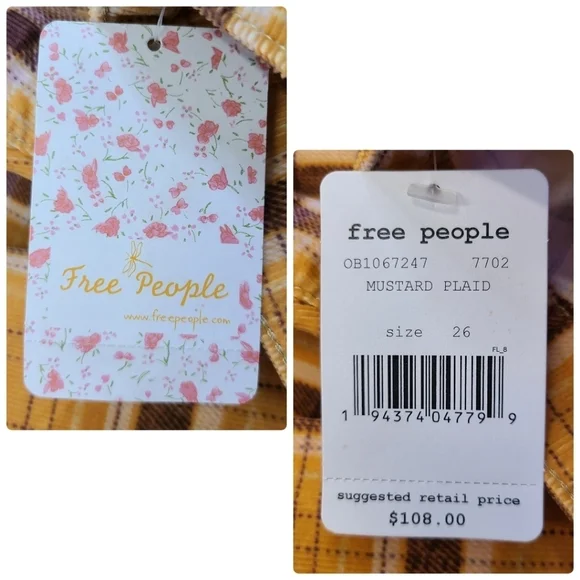 Free People
www.freepeople.com
free people
OB1067247 7702
MUSTARD PLAID
size 26
FL_B
1 94374 04779 9
suggested retail price
$108.00